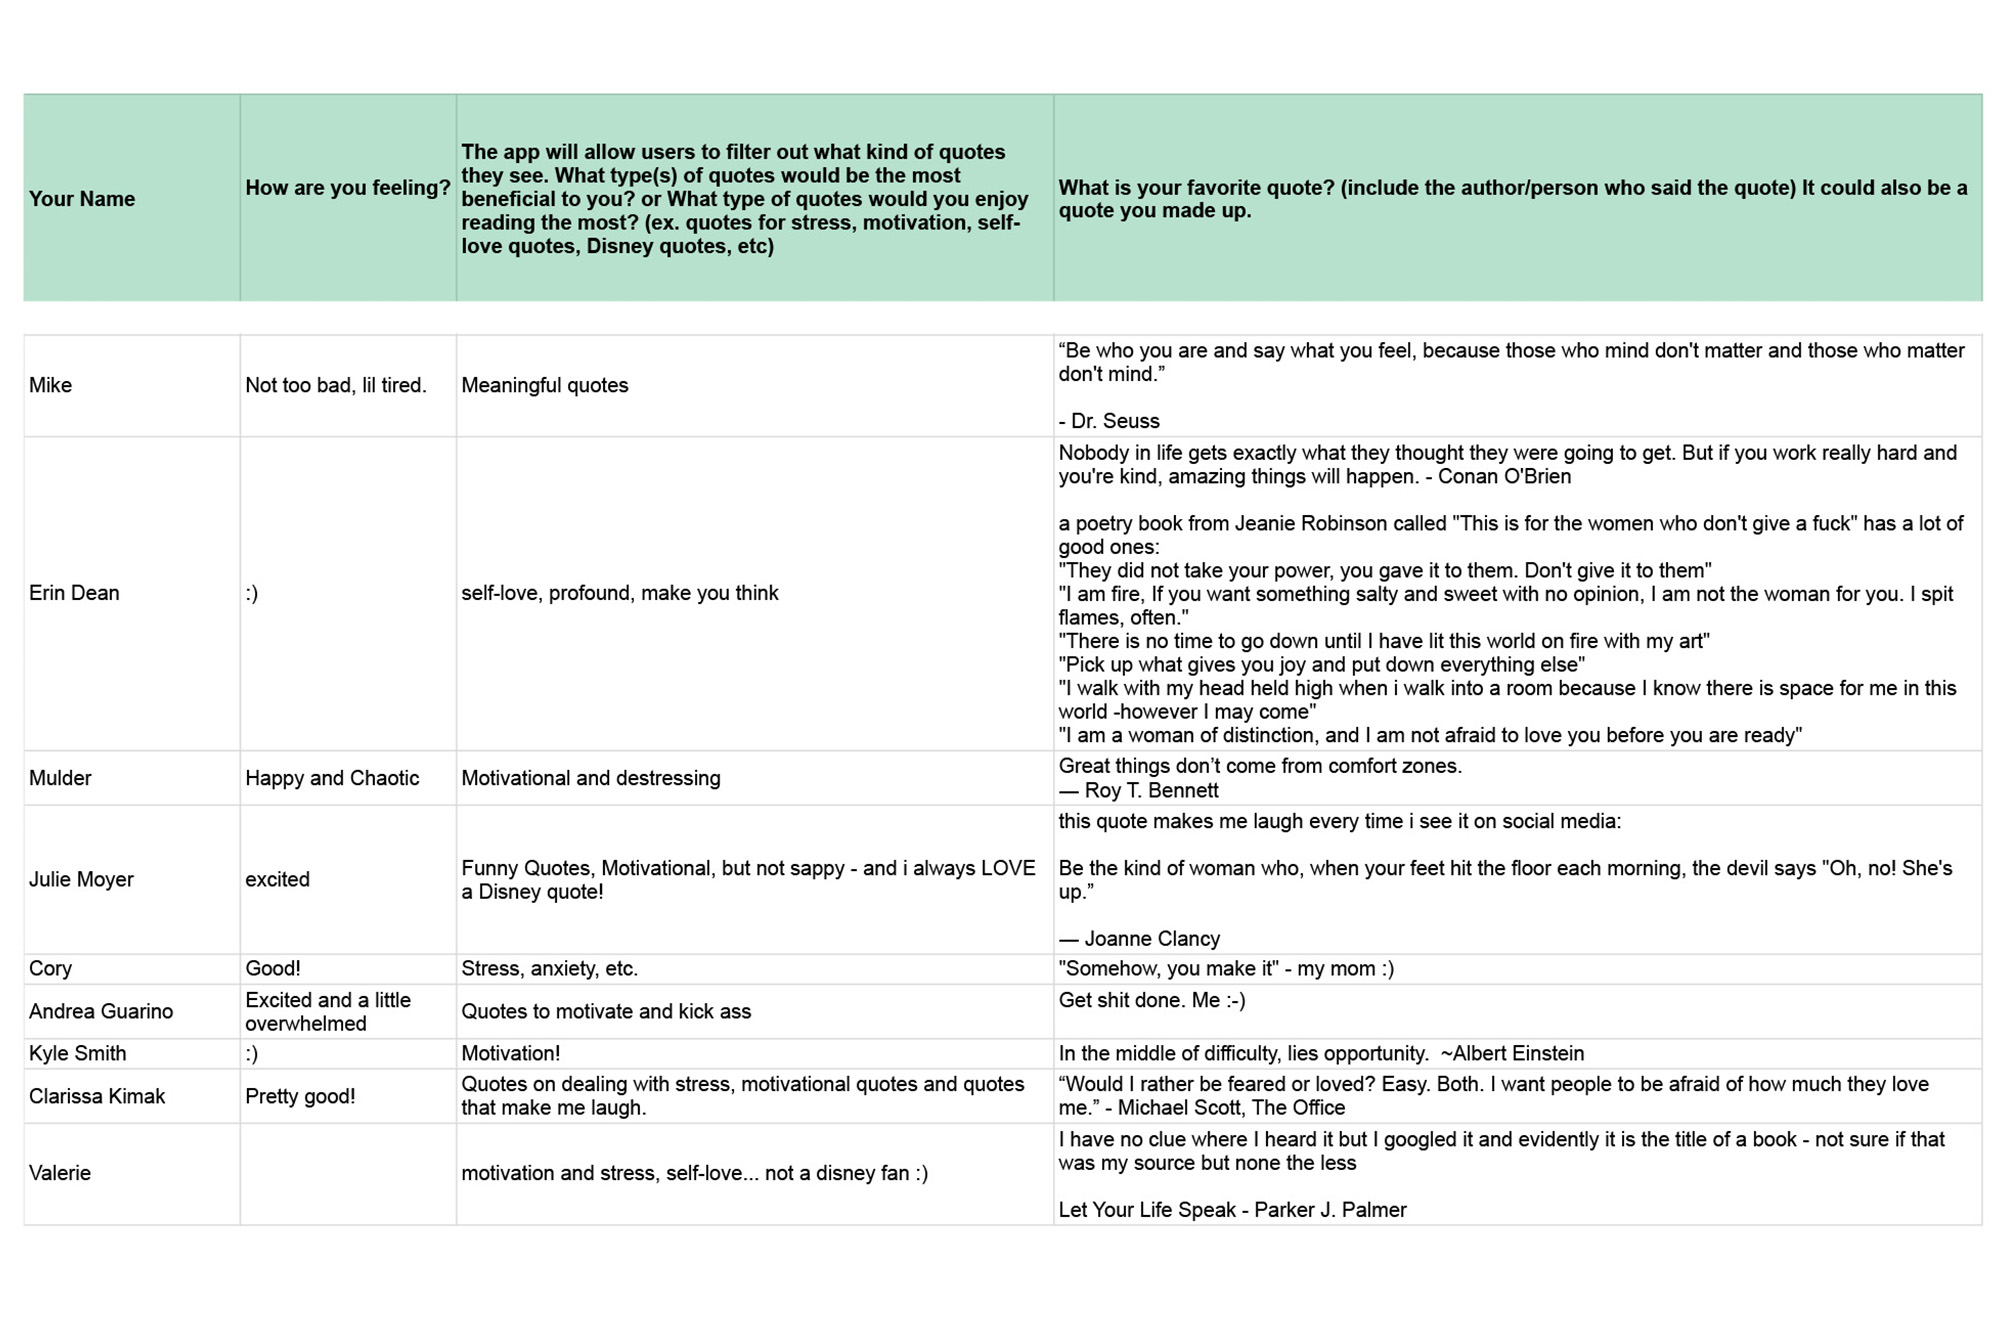 Your Name
How are you feeling?
The app will allow users to filter out what kind of quotes
they see. What type(s) of quotes would be the most
beneficial to you? or What type of quotes would you enjoy
reading the most? (ex. quotes for stress, motivation, self-
love quotes, Disney quotes, etc)
What is your favorite quote? (include the author/person who said the quote) It could also be a
quote you made up.
Mike
Not too bad, lil tired.
Meaningful quotes
“Be who you are and say what you feel, because those who mind don't matter and those who matter
don't mind.”
- Dr. Seuss
Erin Dean
:)
self-love, profound, make you think
Nobody in life gets exactly what they thought they were going to get. But if you work really hard and
you're kind, amazing things will happen. - Conan O'Brien
a poetry book from Jeanie Robinson called "This is for the women who don't give a fuck" has a lot of
good ones:
"They did not take your power, you gave it to them. Don't give it to them"
"I am fire, If you want something salty and sweet with no opinion, I am not the woman for you. I spit
flames, often."
"There is no time to go down until I have lit this world on fire with my art"
"Pick up what gives you joy and put down everything else"
"I walk with my head held high when i walk into a room because I know there is space for me in this
world -however I may come"
"I am a woman of distinction, and I am not afraid to love you before you are ready"
Mulder
Happy and Chaotic
Motivational and destressing
Great things don’t come from comfort zones.
— Roy T. Bennett
Julie Moyer
excited
Funny Quotes, Motivational, but not sappy - and i always LOVE
a Disney quote!
this quote makes me laugh every time i see it on social media:
Be the kind of woman who, when your feet hit the floor each morning, the devil says "Oh, no! She's
up.”
— Joanne Clancy
Cory
Good!
Stress, anxiety, etc.
"Somehow, you make it" - my mom :)
Andrea Guarino
Excited and a little
overwhelmed
Quotes to motivate and kick ass
Get shit done. Me :-)
Kyle Smith
:)
Motivation!
In the middle of difficulty, lies opportunity.  ~Albert Einstein
Clarissa Kimak
Pretty good!
Quotes on dealing with stress, motivational quotes and quotes
that make me laugh.
“Would I rather be feared or loved? Easy. Both. I want people to be afraid of how much they love
me.” - Michael Scott, The Office
Valerie
motivation and stress, self-love... not a disney fan :)
I have no clue where I heard it but I googled it and evidently it is the title of a book - not sure if that
was my source but none the less
Let Your Life Speak - Parker J. Palmer